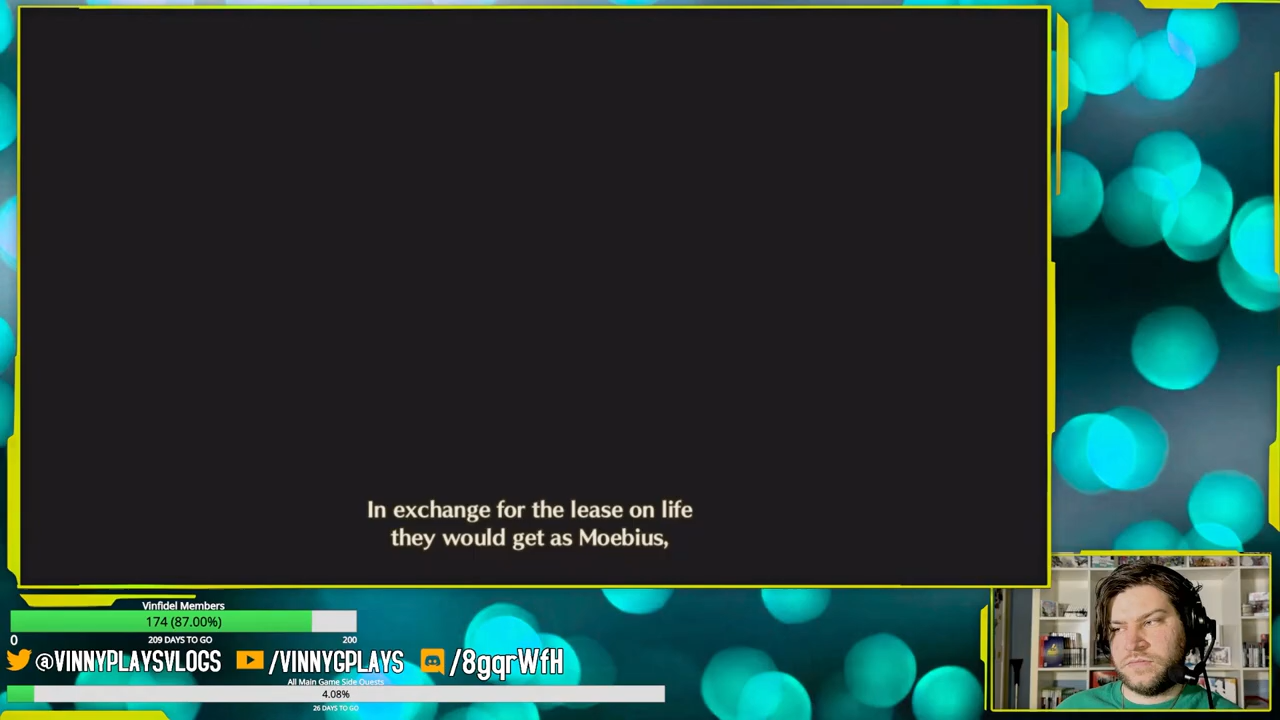 In exchange for the lease on life
they would get as Moebius,
Vinfidel Members
174 (87.00%)
0
209 DAYS TO GO
200
@VINNYPLAYSVLOGS
/VINNYGPLAYS
/8gqrWfH
All Main Game Side Quests
4.08%
26 DAYS TO GO